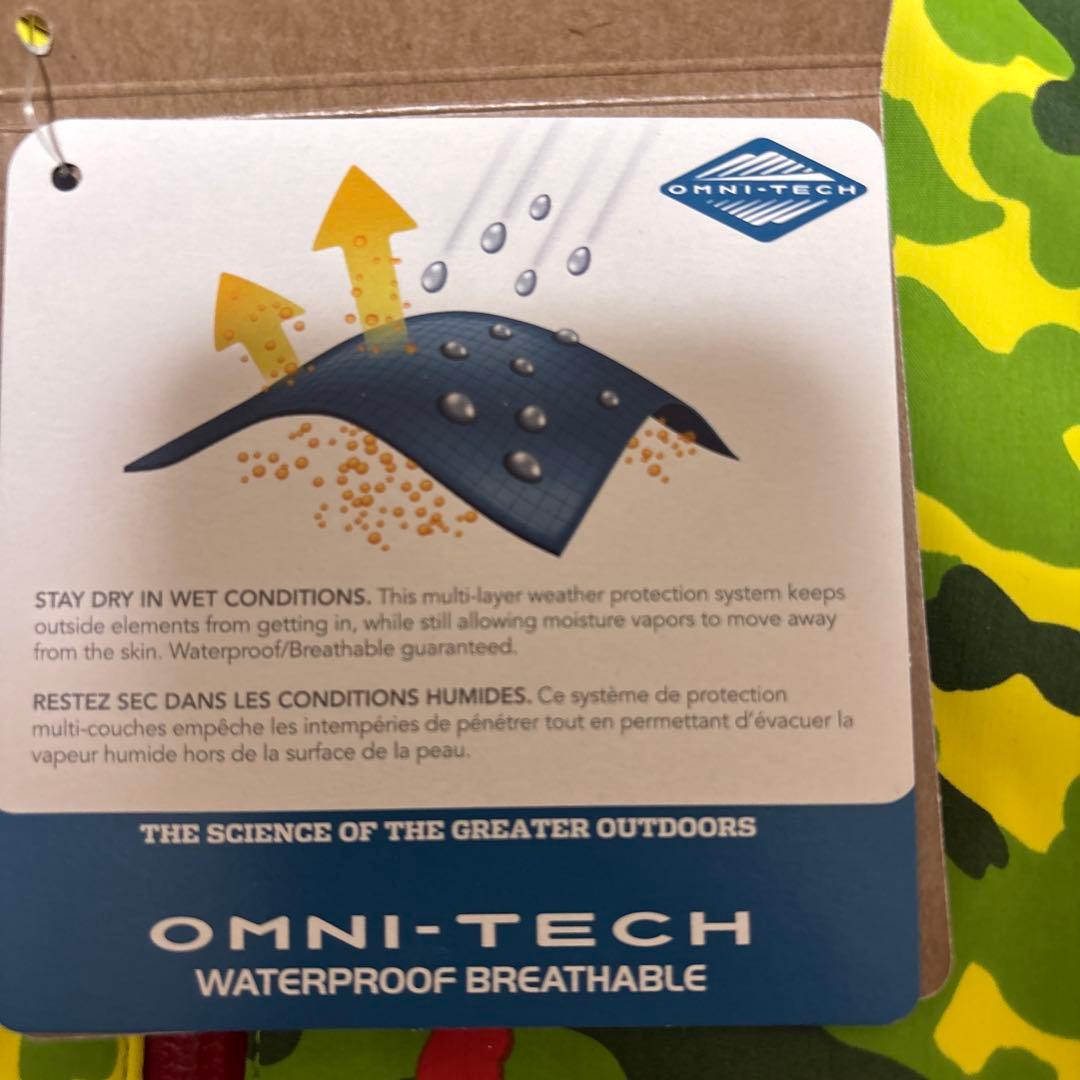 OMNI-TECH
STAY DRY IN WET CONDITIONS. This multi-layer weather protection system keeps
outside elements from getting in, while still allowing moisture vapors to move away
from the skin. Waterproof/Breathable guaranteed.
RESTEZ SEC DANS LES CONDITIONS HUMIDES. Ce système de protection
multi-couches empêche les intempéries de pénétrer tout en permettant d'évacuer la
vapeur humide hors de la surface de la peau.
THE SCIENCE OF THE GREATER OUTDOORS
OMNI-TECH
WATERPROOF BREATHABLE